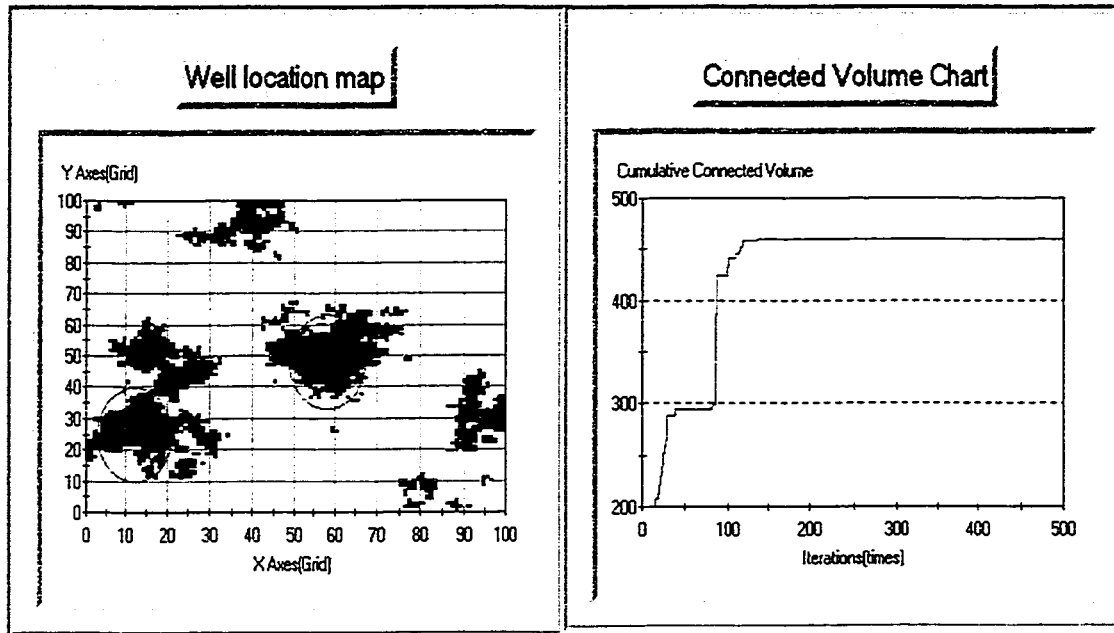 Well location map
Y Axes(Grid)
100
90
80
70
60
50
40
30
20
10
0
0 10 20 30 40 50 60 70 80 90 100
X Axes(Grid)
Connected Volume Chart
Cumulative Connected Volume
500
400
300
200
0 100 200 300 400 500
Iterations(times)